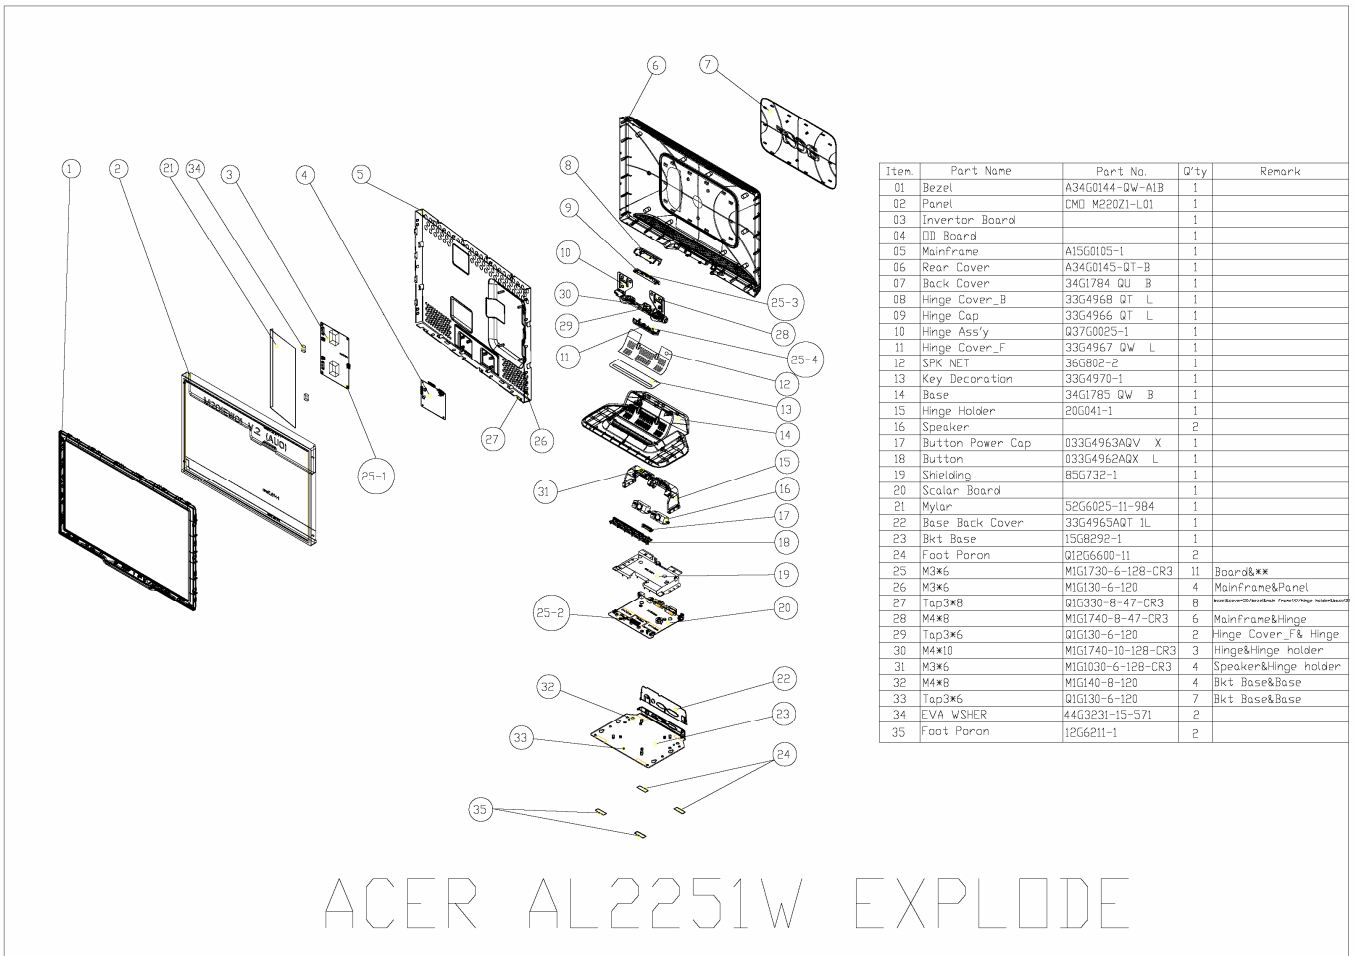 6
7
1
2
21
34
3
4
5
8
9
10
30
29
11
25-3
28
25-4
12
13
14
27
26
25-1
31
15
16
17
18
19
20
25-2
32
22
23
33
24
35
Item. Part Name Part No. Q'ty Remark
01 Bezel A34G0144-QW-A1B 1
02 Panel CMO M220Z1-L01 1
03 Invertor Board 1
04 OD Board 1
05 Mainframe A15G0105-1 1
06 Rear Cover A34G0145-QT-B 1
07 Back Cover 34G1784 QU B 1
08 Hinge Cover_B 33G4968 QT L 1
09 Hinge Cap 33G4966 QT L 1
10 Hinge Ass'y Q37G0025-1 1
11 Hinge Cover_F 33G4967 QW L 1
12 SPK NET 36G802-2 1
13 Key Decoration 33G4970-1 1
14 Base 34G1785 QW B 1
15 Hinge Holder 20G041-1 1
16 Speaker 2
17 Button Power Cap 033G4963AQV X 1
18 Button 033G4962AQX L 1
19 Shielding 85G732-1 1
20 Scalar Board 1
21 Mylar 52G6025-11-984 1
22 Base Back Cover 33G4965AQT 1L 1
23 Bkt Base 15G8292-1 1
24 Foot Poron Q12G6600-11 2
25 M3*6 M1G1730-6-128-CR3 11 Board&**
26 M3*6 M1G130-6-120 4 Mainframe&Panel
27 Tap3*8 Q1G330-8-47-CR3 8
28 M4*8 M1G1740-8-47-CR3 6 Mainframe&Hinge
29 Tap3*6 Q1G130-6-120 2 Hinge Cover_F& Hinge
30 M4*10 M1G1740-10-128-CR3 3 Hinge&Hinge holder
31 M3*6 M1G1030-6-128-CR3 4 Speaker&Hinge holder
32 M4*8 M1G140-8-120 4 Bkt Base&Base
33 Tap3*6 Q1G130-6-120 7 Bkt Base&Base
34 EVA WSHER 44G3231-15-571 2
35 Foot Poron 12G6211-1 2
V.2 (AUO)
ACER AL2251W EXPLODE